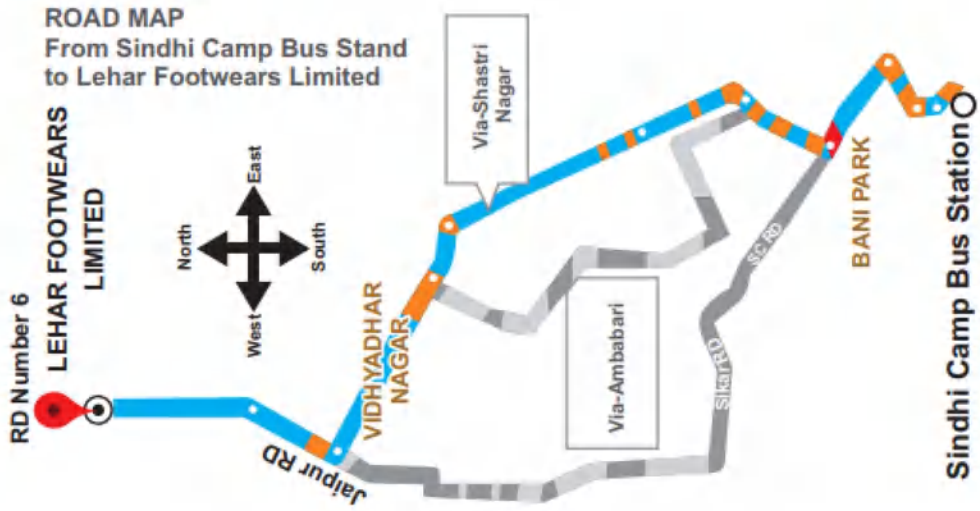 ROAD MAP
From Sindhi Camp Bus Stand
to Lehar Footwears Limited
RD Number 6
LEHAR FOOTWEARS
LIMITED
North
East
South
West
Via-Shastri
Nagar
VIDHYADHAR
NAGAR
Jaipur RD
Via-Ambabari
Sikar RD
SC RD
BANI PARK
Sindhi Camp Bus Station